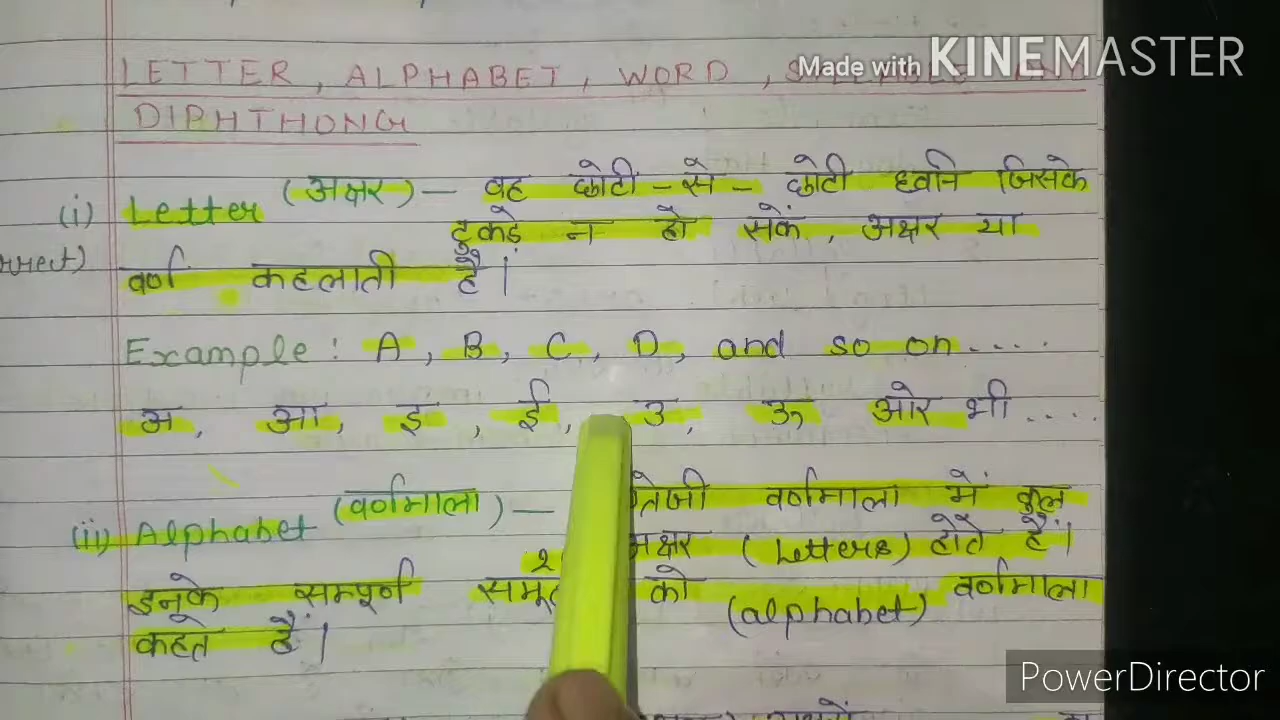 Made with KINEMASTER
LETTER, ALPHABET, WORD,
DIPHTHONG
(i) Letter (अक्षर) — वह छोटी-से-छोटी ध्वनि जिसके
टुकड़े न हो सकें, अक्षर या
वर्ण कहलाती है।
Example: A, B, C, D, and so on....
अ, आ, इ, ई, उ, ऊ ओर भी....
(ii) Alphabet (वर्णमाला) — वर्णमाला में कुल
अक्षर (Letters) होते हैं।
इनके सम्पूर्ण को (alphabet) वर्णमाला
कहते हैं।
PowerDirector